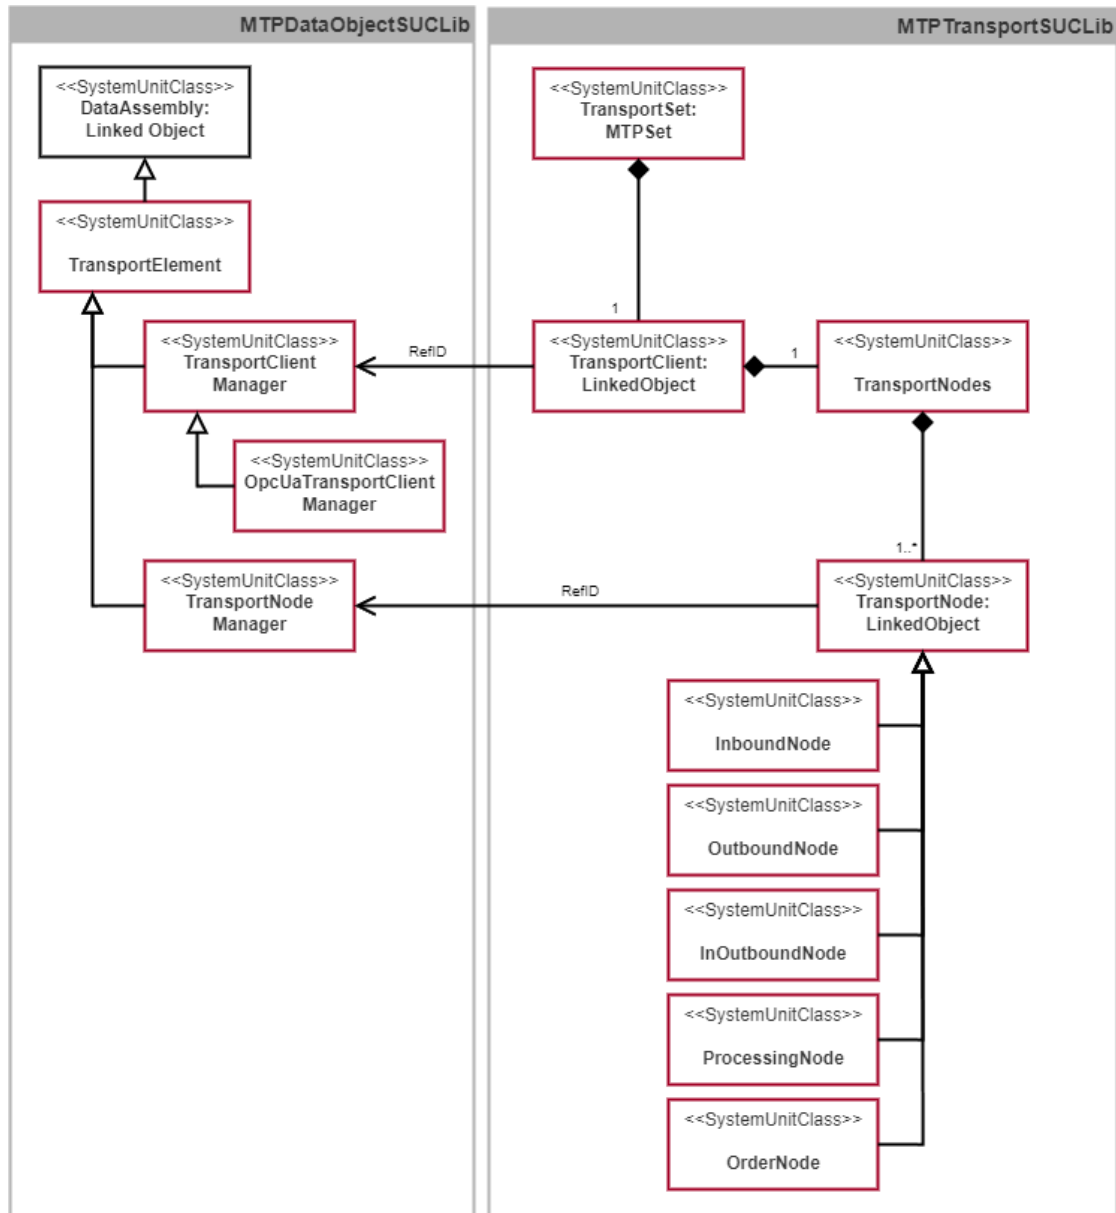 MTPDataObjectSUCLib
MTPTransportSUCLib
<<SystemUnitClass>>
DataAssembly:
Linked Object
<<SystemUnitClass>>
TransportElement
<<SystemUnitClass>>
TransportClient
Manager
<<SystemUnitClass>>
OpcUaTransportClient
Manager
<<SystemUnitClass>>
TransportNode
Manager
<<SystemUnitClass>>
TransportSet:
MTPSet
1
RefID
<<SystemUnitClass>>
TransportClient:
LinkedObject
1
<<SystemUnitClass>>
TransportNodes
1..*
RefID
<<SystemUnitClass>>
TransportNode:
LinkedObject
<<SystemUnitClass>>
InboundNode
<<SystemUnitClass>>
OutboundNode
<<SystemUnitClass>>
InOutboundNode
<<SystemUnitClass>>
ProcessingNode
<<SystemUnitClass>>
OrderNode